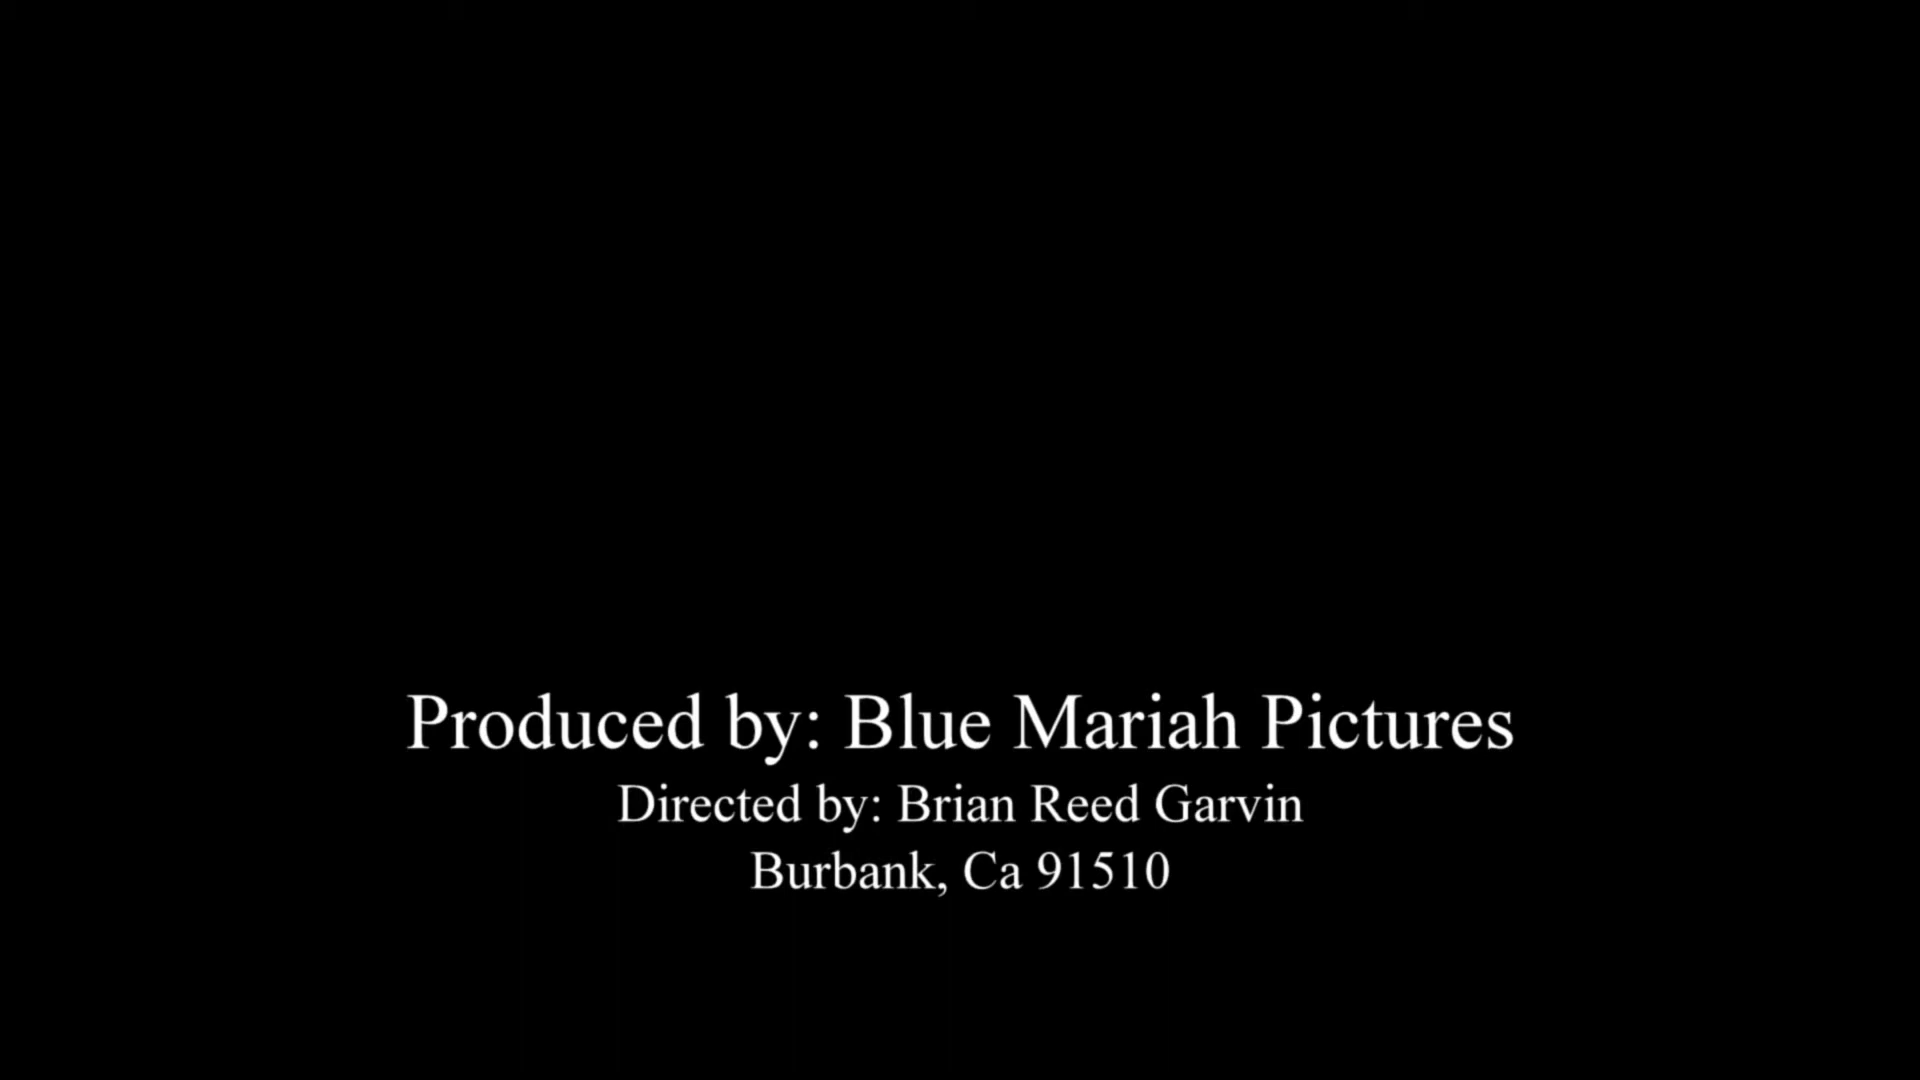 Produced by: Blue Mariah Pictures
Directed by: Brian Reed Garvin
Burbank, Ca 91510